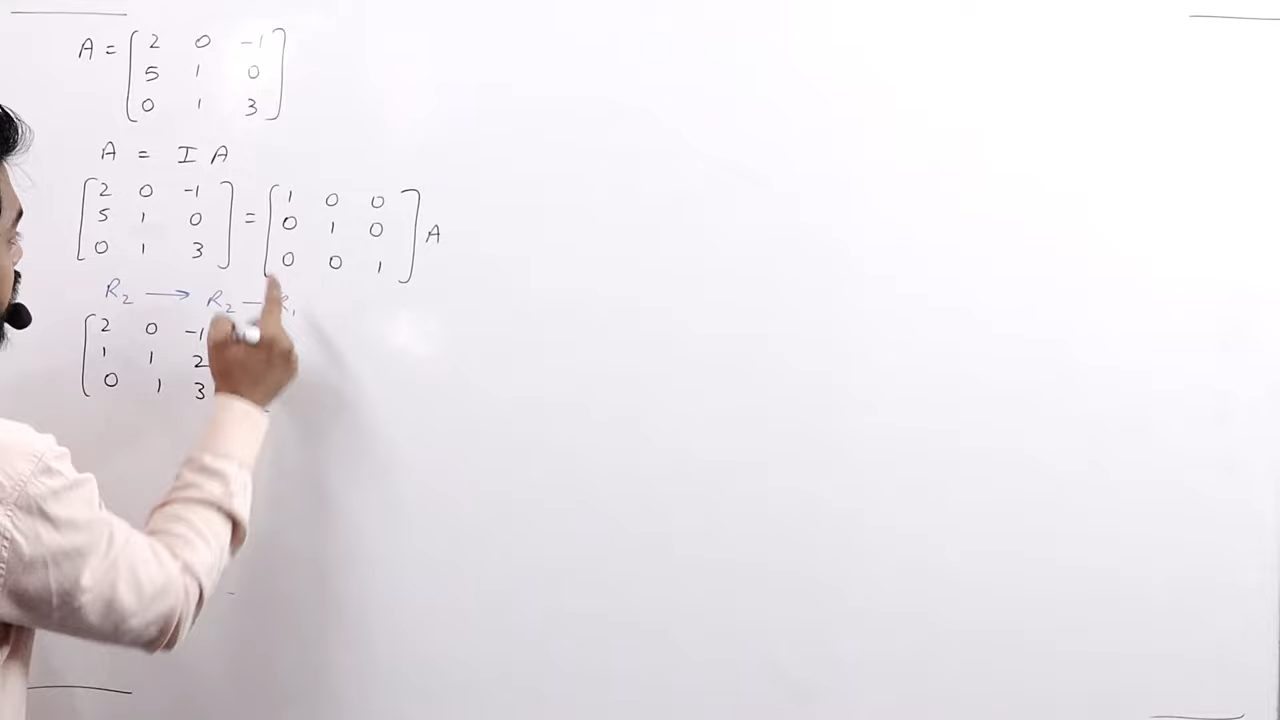 A = [ 2 0 -1
5 1 0
0 1 3 ]
A = I A
[ 2 0 -1
5 1 0
0 1 3 ] = [ 1 0 0
0 1 0
0 0 1 ] A
R₂ → R₂ – R₁
[ 2 0 -1
1 1 2
0 1 3